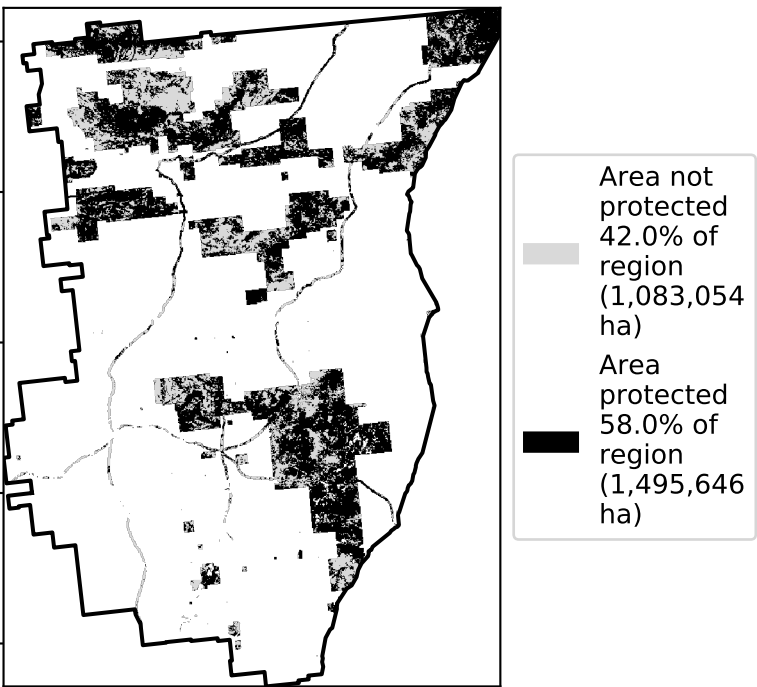 Area not
protected
42.0% of
region
(1,083,054
ha)
Area
protected
58.0% of
region
(1,495,646
ha)